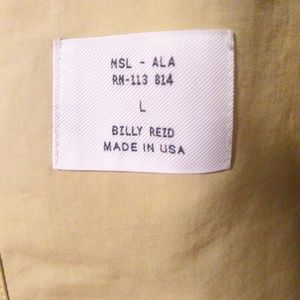 MSL - ALA
RN-113 814
L
BILLY REID
MADE IN USA